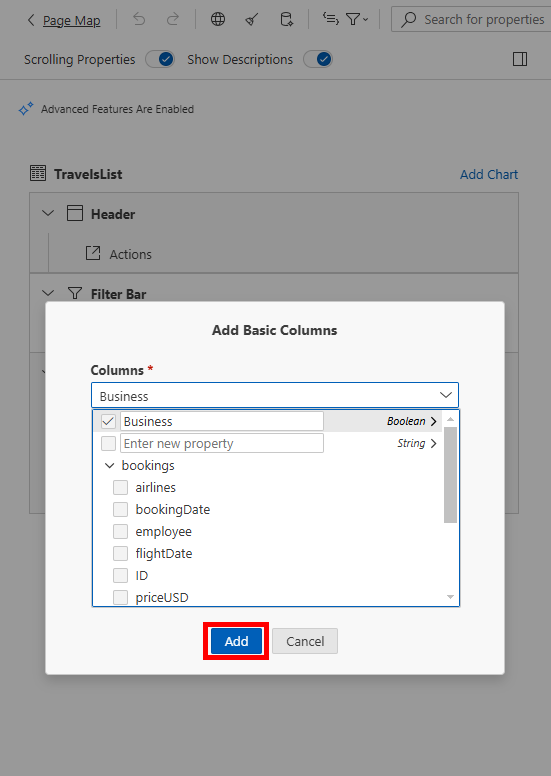 Page Map
Search for properties
Scrolling Properties
Show Descriptions
Advanced Features Are Enabled
TravelsList
Add Chart
Header
Actions
Filter Bar
Add Basic Columns
Columns *
Business
Business Boolean
Enter new property String
bookings
airlines
bookingDate
employee
flightDate
ID
priceUSD
Add
Cancel